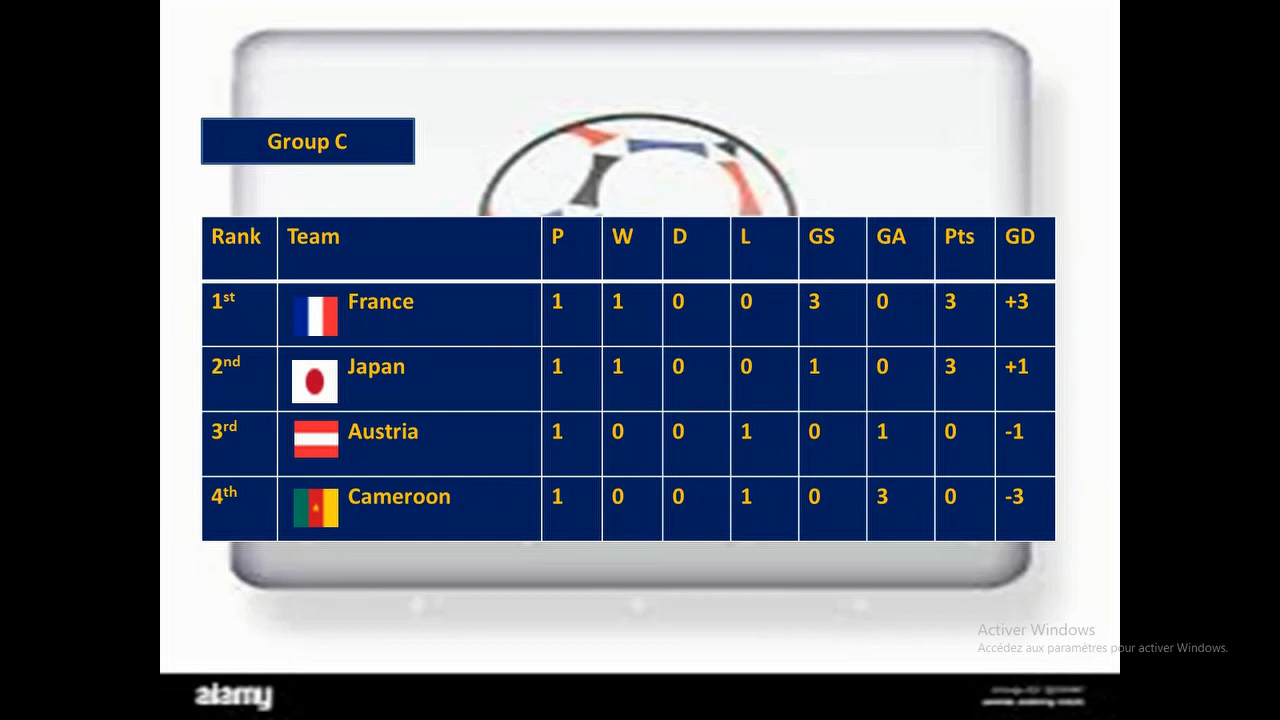 Group C
Rank Team P W D L GS GA Pts GD
1st France 1 1 0 0 3 0 3 +3
2nd Japan 1 1 0 0 1 0 3 +1
3rd Austria 1 0 0 1 0 1 0 -1
4th Cameroon 1 0 0 1 0 3 0 -3
Activer Windows
Accédez aux paramètres pour activer Windows.
alamy